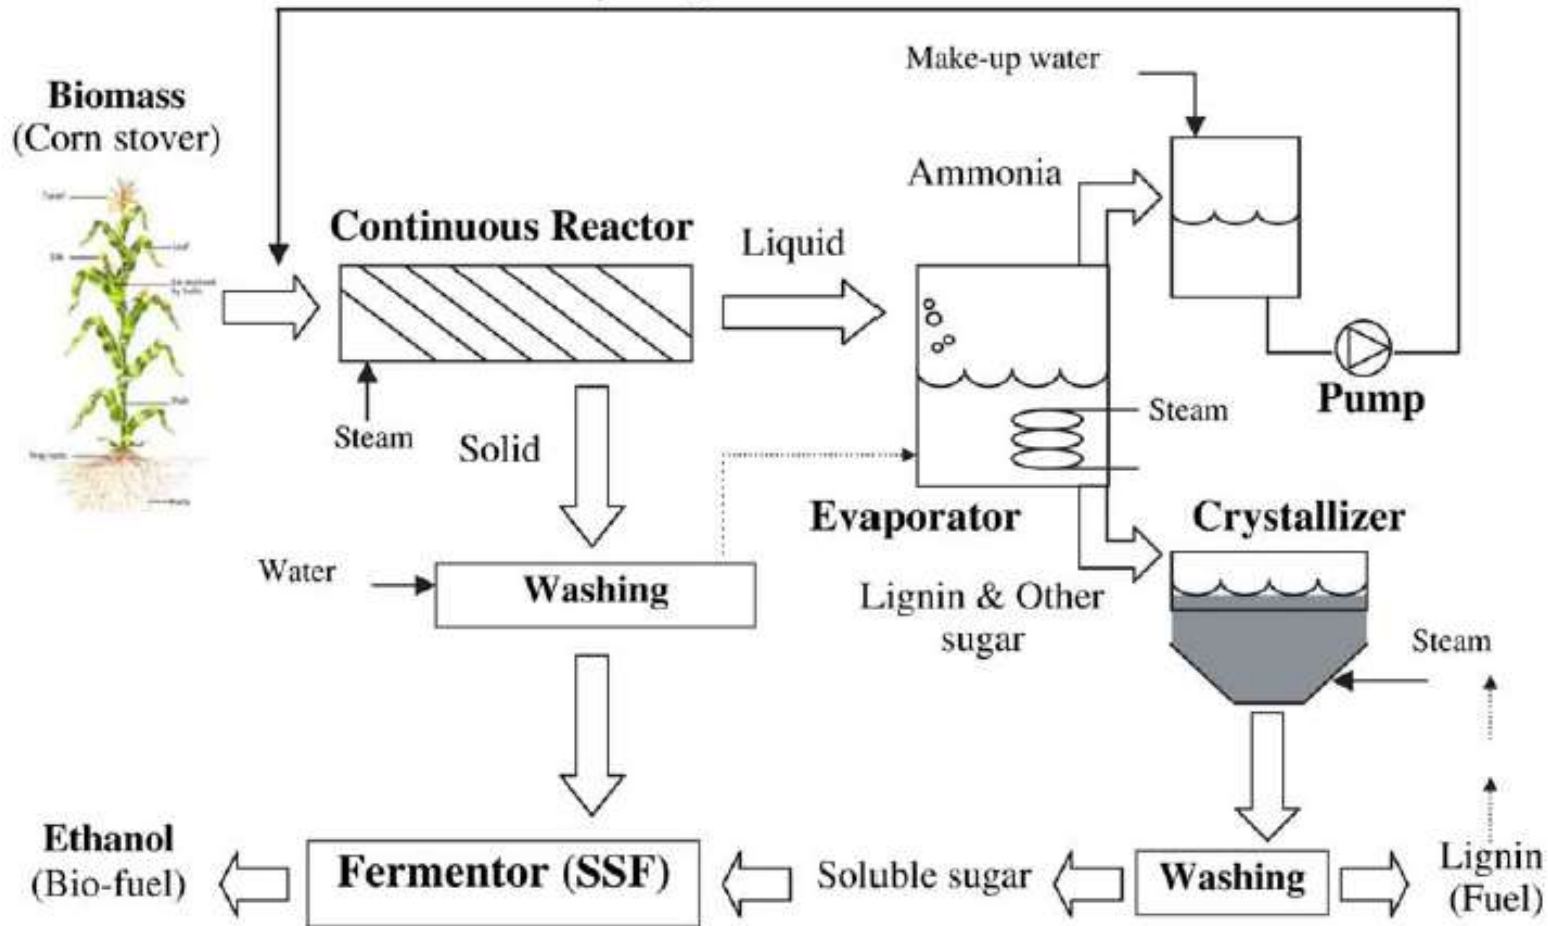 Make-up water
Biomass
(Corn stover)
Ammonia
Continuous Reactor
Liquid
Steam
Solid
Steam
Pump
Evaporator
Crystallizer
Water
Washing
Lignin & Other
sugar
Steam
Ethanol
(Bio-fuel)
Fermentor (SSF)
Soluble sugar
Washing
Lignin
(Fuel)